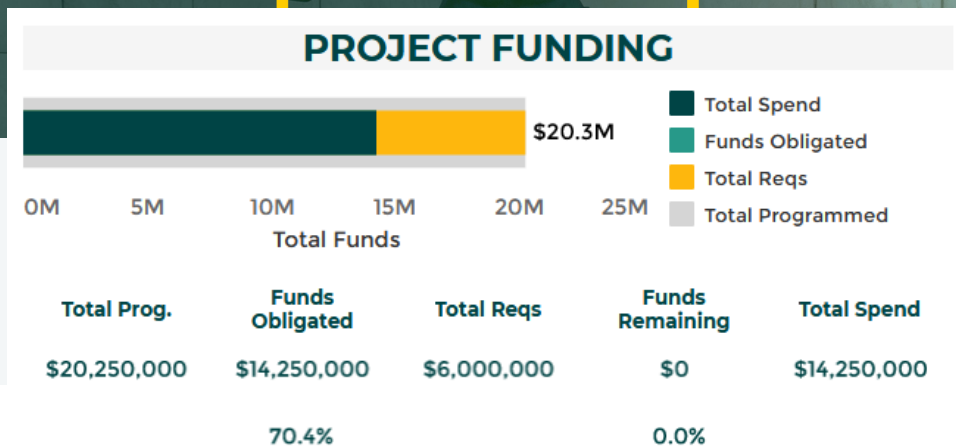 PROJECT FUNDING
$20.3M
Total Spend
Funds Obligated
Total Reqs
Total Programmed
0M 5M 10M 15M 20M 25M
Total Funds
Total Prog. Funds Obligated Total Reqs Funds Remaining Total Spend
$20,250,000 $14,250,000 $6,000,000 $0 $14,250,000
70.4% 0.0%